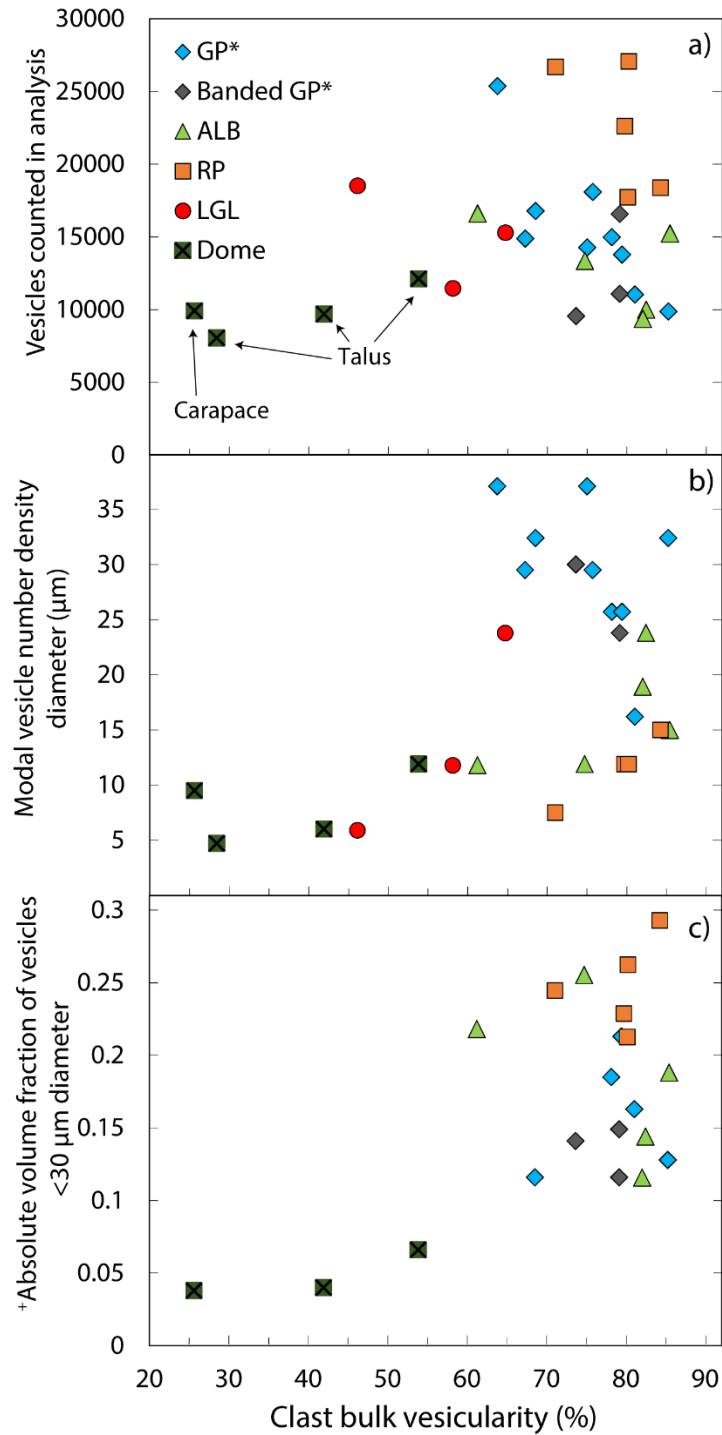 30000
25000
20000
15000
10000
5000
0
Vesicles counted in analysis
a)
GP*
Banded GP*
ALB
RP
LGL
Dome
Talus
Carapace
35
30
25
20
15
10
5
Modal vesicle number density
diameter (μm)
b)
0.3
0.25
0.2
0.15
0.1
0.05
0
+Absolute volume fraction of vesicles
<30 μm diameter
c)
20 30 40 50 60 70 80 90
Clast bulk vesicularity (%)